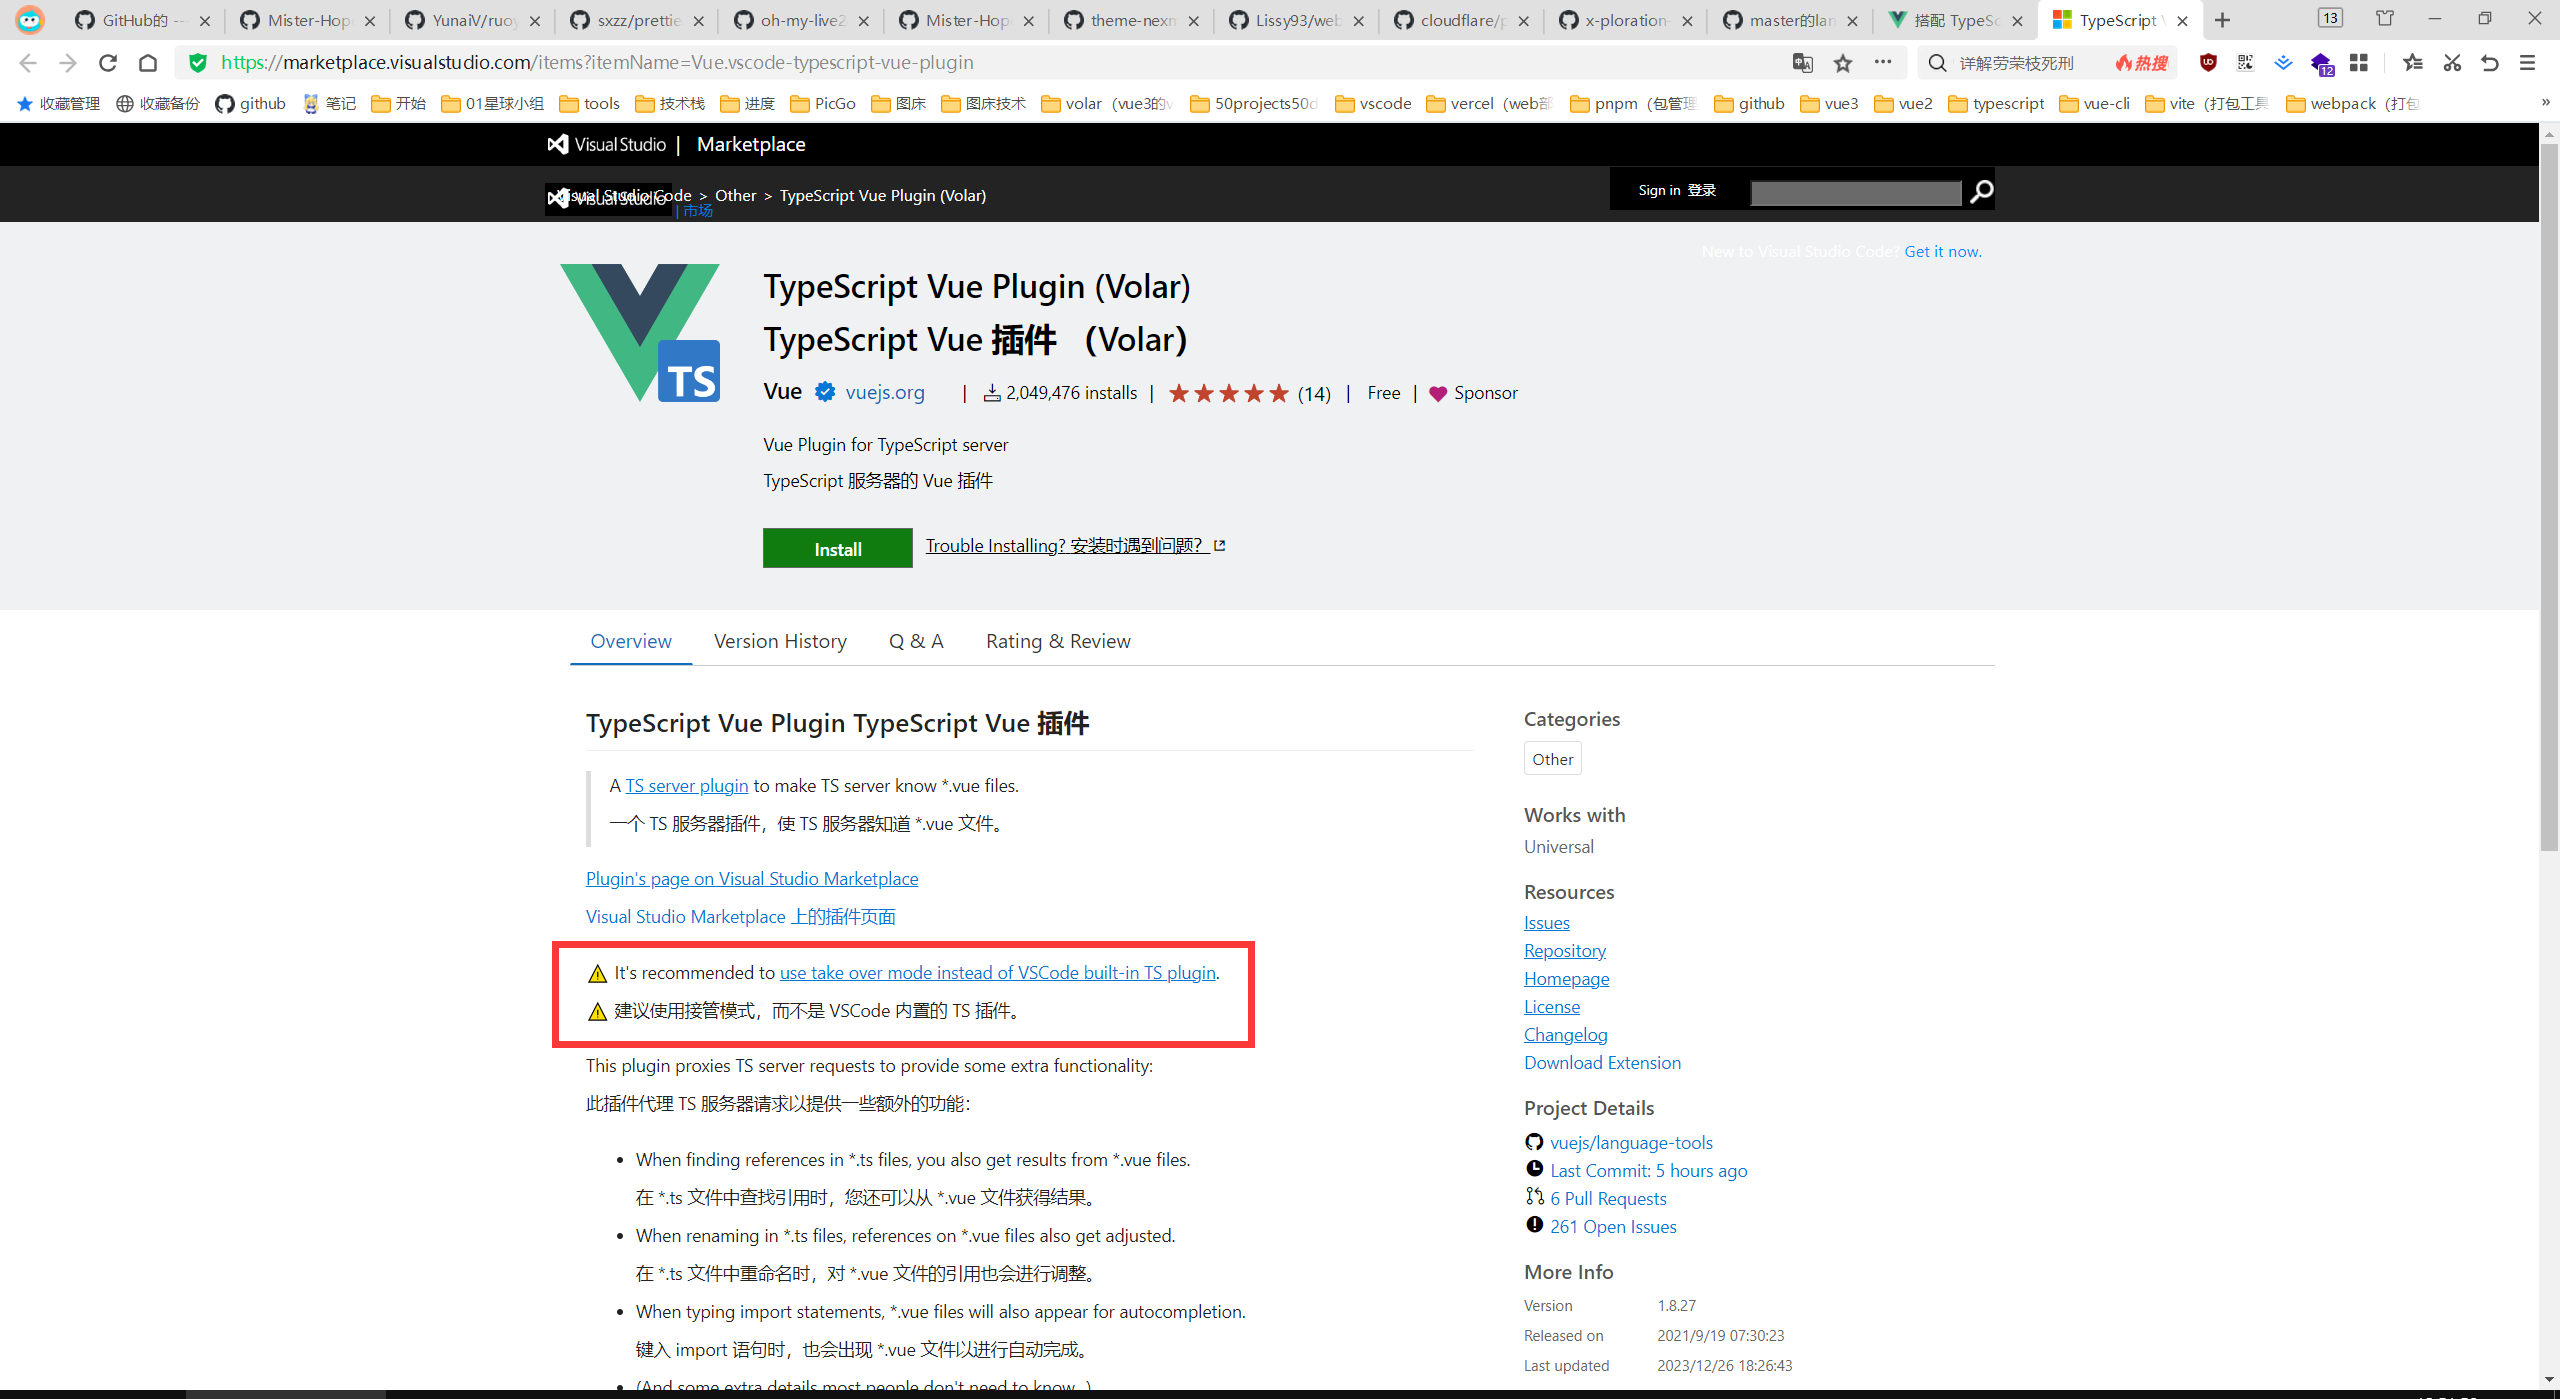 GitHub的
Mister-Hop
YunaiV/ruoy
sxzz/prettie
oh-my-live2
Mister-Hop
theme-nexm
Lissy93/web
cloudflare/p
x-ploration-
master的lan
搭配 TypeSc
TypeScript V
13
https://marketplace.visualstudio.com/items?itemName=Vue.vscode-typescript-vue-plugin
详解劳荣枝死刑
热搜
12
收藏管理
收藏备份
github
笔记
开始
01星球小组
tools
技术栈
进度
PicGo
图床
图床技术
volar（vue3的v
50projects50d
vscode
vercel（web部
pnpm（包管理
github
vue3
vue2
typescript
vue-cli
vite（打包工具
webpack（打包
»
Visual Studio | Marketplace
Visual Studio Code > Other > TypeScript Vue Plugin (Volar)
Visual Studio
| 市场
Sign in 登录
New to Visual Studio Code? Get it now.
TS
TypeScript Vue Plugin (Volar)
TypeScript Vue 插件 （Volar）
Vue vuejs.org | 2,049,476 installs | (14) | Free | Sponsor
Vue Plugin for TypeScript server
TypeScript 服务器的 Vue 插件
Install
Trouble Installing? 安装时遇到问题？
Overview
Version History
Q & A
Rating & Review
TypeScript Vue Plugin TypeScript Vue 插件
A TS server plugin to make TS server know *.vue files.
一个 TS 服务器插件，使 TS 服务器知道 *.vue 文件。
Plugin's page on Visual Studio Marketplace
Visual Studio Marketplace 上的插件页面
It's recommended to use take over mode instead of VSCode built-in TS plugin.
建议使用接管模式，而不是 VSCode 内置的 TS 插件。
This plugin proxies TS server requests to provide some extra functionality:
此插件代理 TS 服务器请求以提供一些额外的功能：
• When finding references in *.ts files, you also get results from *.vue files.
在 *.ts 文件中查找引用时，您还可以从 *.vue 文件获得结果。
• When renaming in *.ts files, references on *.vue files also get adjusted.
在 *.ts 文件中重命名时，对 *.vue 文件的引用也会进行调整。
• When typing import statements, *.vue files will also appear for autocompletion.
键入 import 语句时，也会出现 *.vue 文件以进行自动完成。
• (And some extra details most people don't need to know...)
Categories
Other
Works with
Universal
Resources
Issues
Repository
Homepage
License
Changelog
Download Extension
Project Details
vuejs/language-tools
Last Commit: 5 hours ago
6 Pull Requests
261 Open Issues
More Info
Version 1.8.27
Released on 2021/9/19 07:30:23
Last updated 2023/12/26 18:26:43